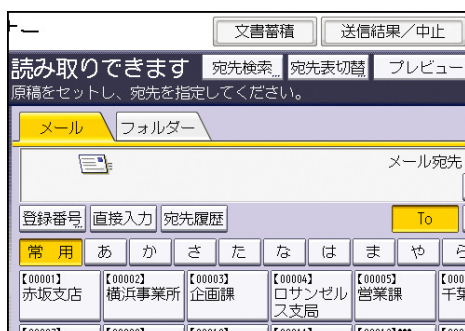 ー
文書蓄積 送信結果/中止
読み取りできます 宛先検索 宛先表切替 プレビュー
原稿をセットし、宛先を指定してください。
メール フォルダー
メール宛先
登録番号 直接入力 宛先履歴 To
常用 あ か さ た な は ま や
【00001】 【00002】 【00003】 【00004】 【00005】 【0000
赤坂支店 横浜事業所 企画課 ロサンゼル 営業課 千葉
ス支局